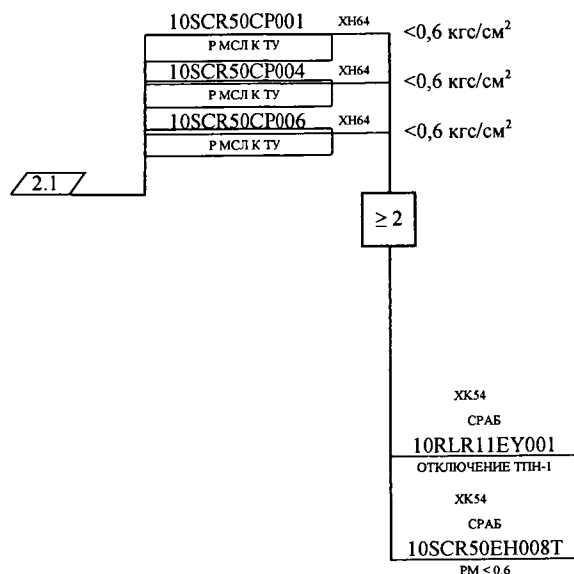 10SCR50CP001 XH64 <0,6 кгс/см²
Р МСЛ К ТУ
10SCR50CP004 XH64 <0,6 кгс/см²
Р МСЛ К ТУ
10SCR50CP006 XH64 <0,6 кгс/см²
Р МСЛ К ТУ
2.1
≥ 2
XK54
СРАБ
10RLR11EY001
ОТКЛЮЧЕНИЕ ТПН-1
XK54
СРАБ
10SCR50EH008T
РМ < 0,6